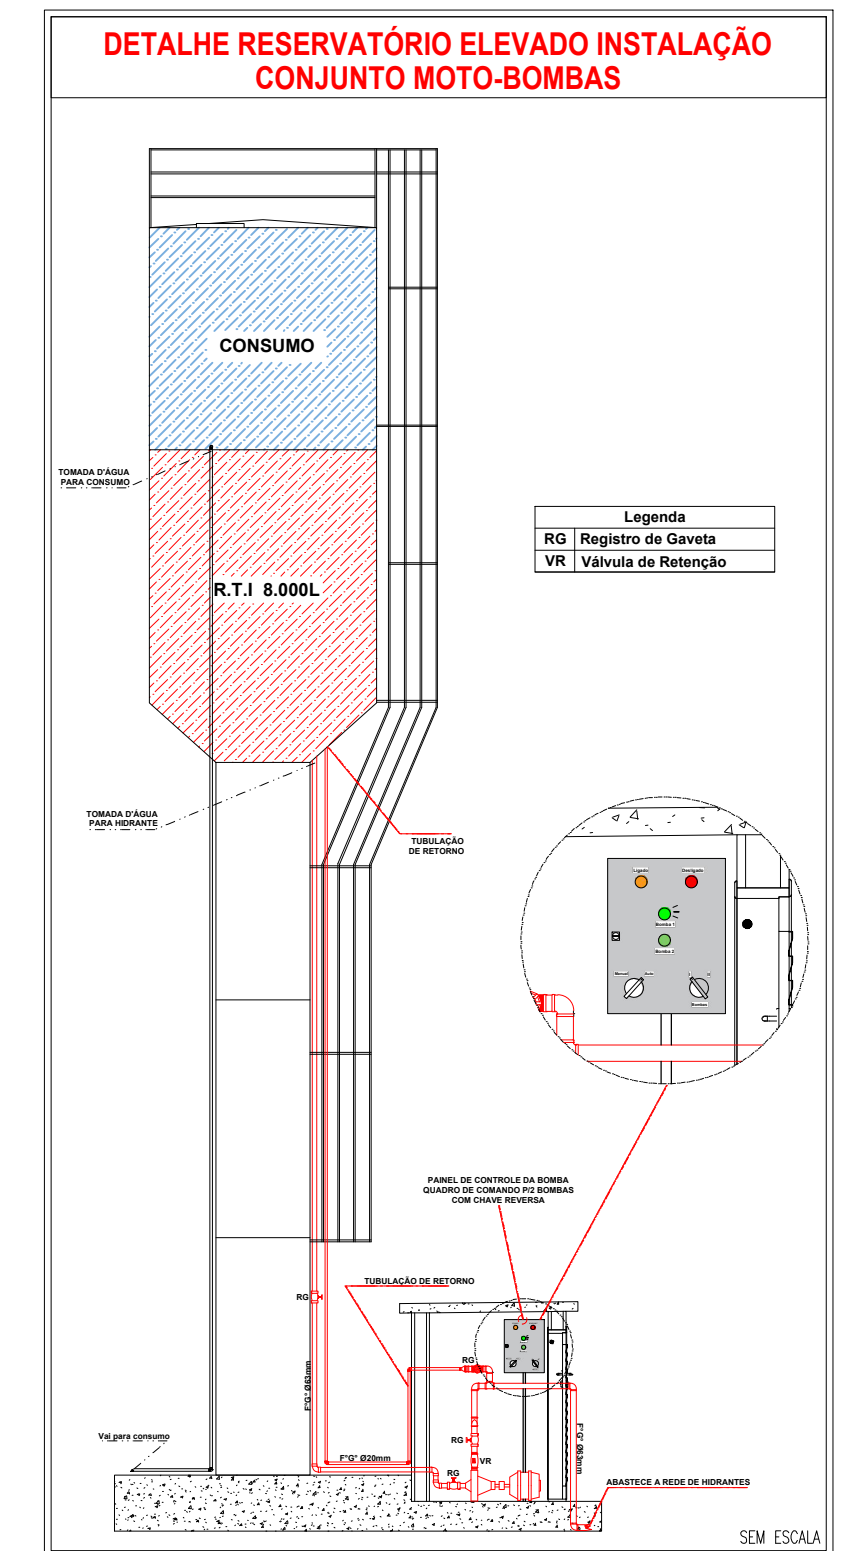 DETALHE RESERVATÓRIO ELEVADO INSTALAÇÃO
CONJUNTO MOTO-BOMBAS
CONSUMO
TOMADA D'ÁGUA
PARA CONSUMO
Legenda
RG Registro de Gaveta
VR Válvula de Retenção
R.T.I 8.000L
TOMADA D'ÁGUA
PARA HIDRANTE
TUBULAÇÃO
DE RETORNO
Ligado
Desligado
Bomba 1
Bomba 2
Manual
Auto
I
II
Bombas
PAINEL DE CONTROLE DA BOMBA
QUADRO DE COMANDO P/2 BOMBAS
COM CHAVE REVERSA
TUBULAÇÃO DE RETORNO
RG
RG
F°G° Ø63mm
Vai para consumo
RG
VR
F°G° Ø20mm
RG
F°G° Ø63mm
ABASTECE A REDE DE HIDRANTES
SEM ESCALA